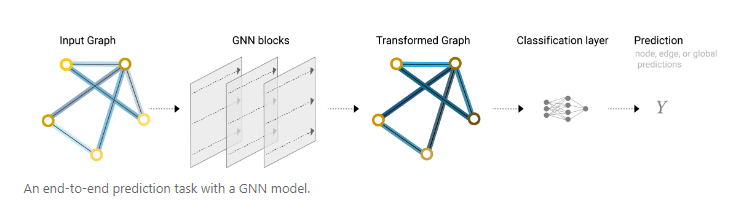 Input Graph
GNN blocks
Transformed Graph
Classification layer
Prediction
node, edge, or global
predictions
Y
An end-to-end prediction task with a GNN model.